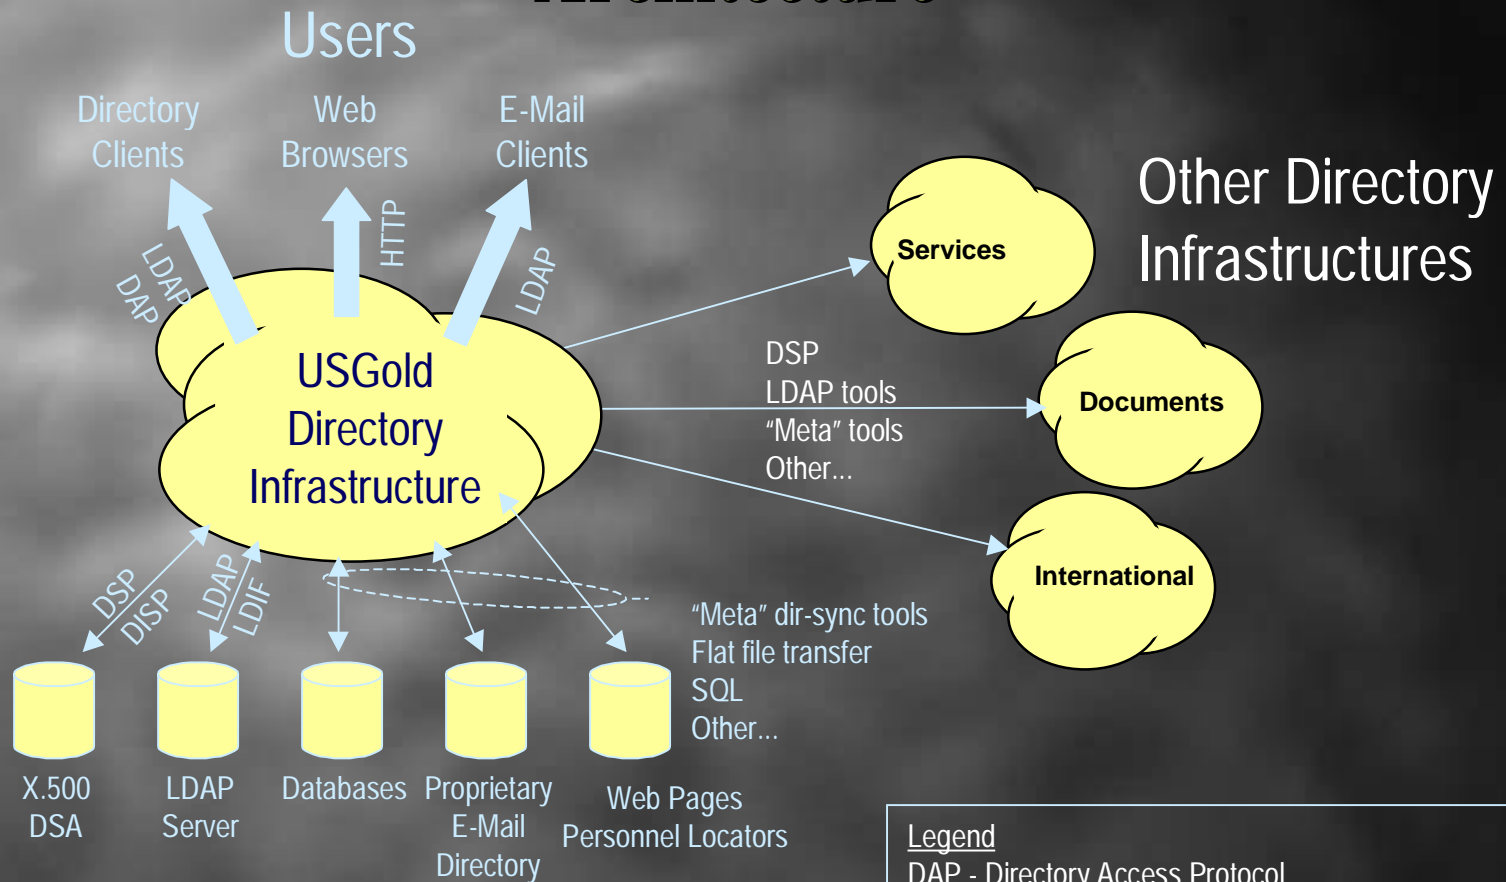 Architecture
Users
Directory
Clients
Web
Browsers
E-Mail
Clients
LDAP
DAP
HTTP
LDAP
Other Directory
Infrastructures
Services
Documents
International
DSP
LDAP tools
“Meta” tools
Other...
USGold
Directory
Infrastructure
DSP
DISP
LDAP
LDIF
“Meta” dir-sync tools
Flat file transfer
SQL
Other...
X.500
DSA
LDAP
Server
Databases
Proprietary
E-Mail
Directory
Web Pages
Personnel Locators
Legend
DAP - Directory Access Protocol